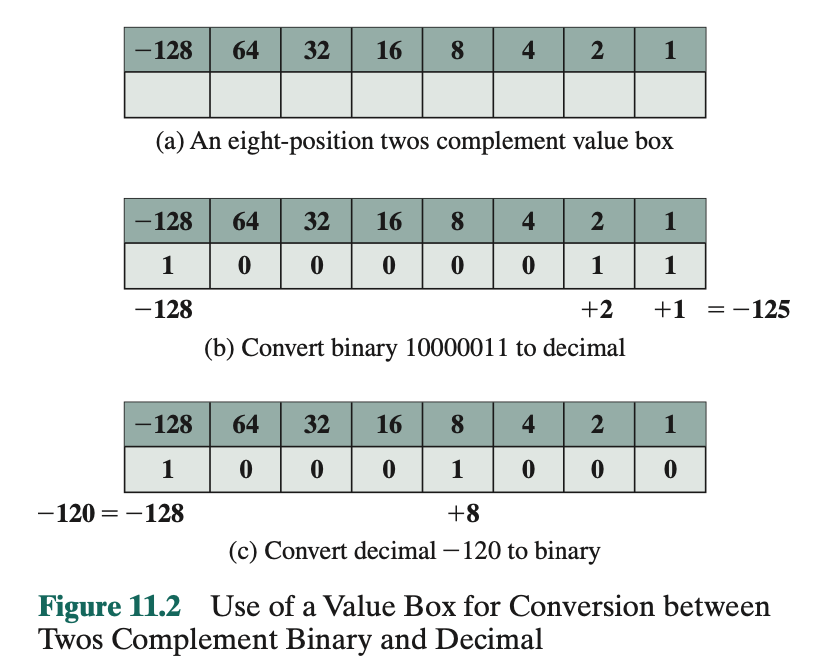 −128 64 32 16 8 4 2 1
(a) An eight-position twos complement value box
−128 64 32 16 8 4 2 1
1 0 0 0 0 0 1 1
−128 +2 +1 = −125
(b) Convert binary 10000011 to decimal
−128 64 32 16 8 4 2 1
1 0 0 0 1 0 0 0
−120 = −128 +8
(c) Convert decimal −120 to binary
Figure 11.2 Use of a Value Box for Conversion between
Twos Complement Binary and Decimal